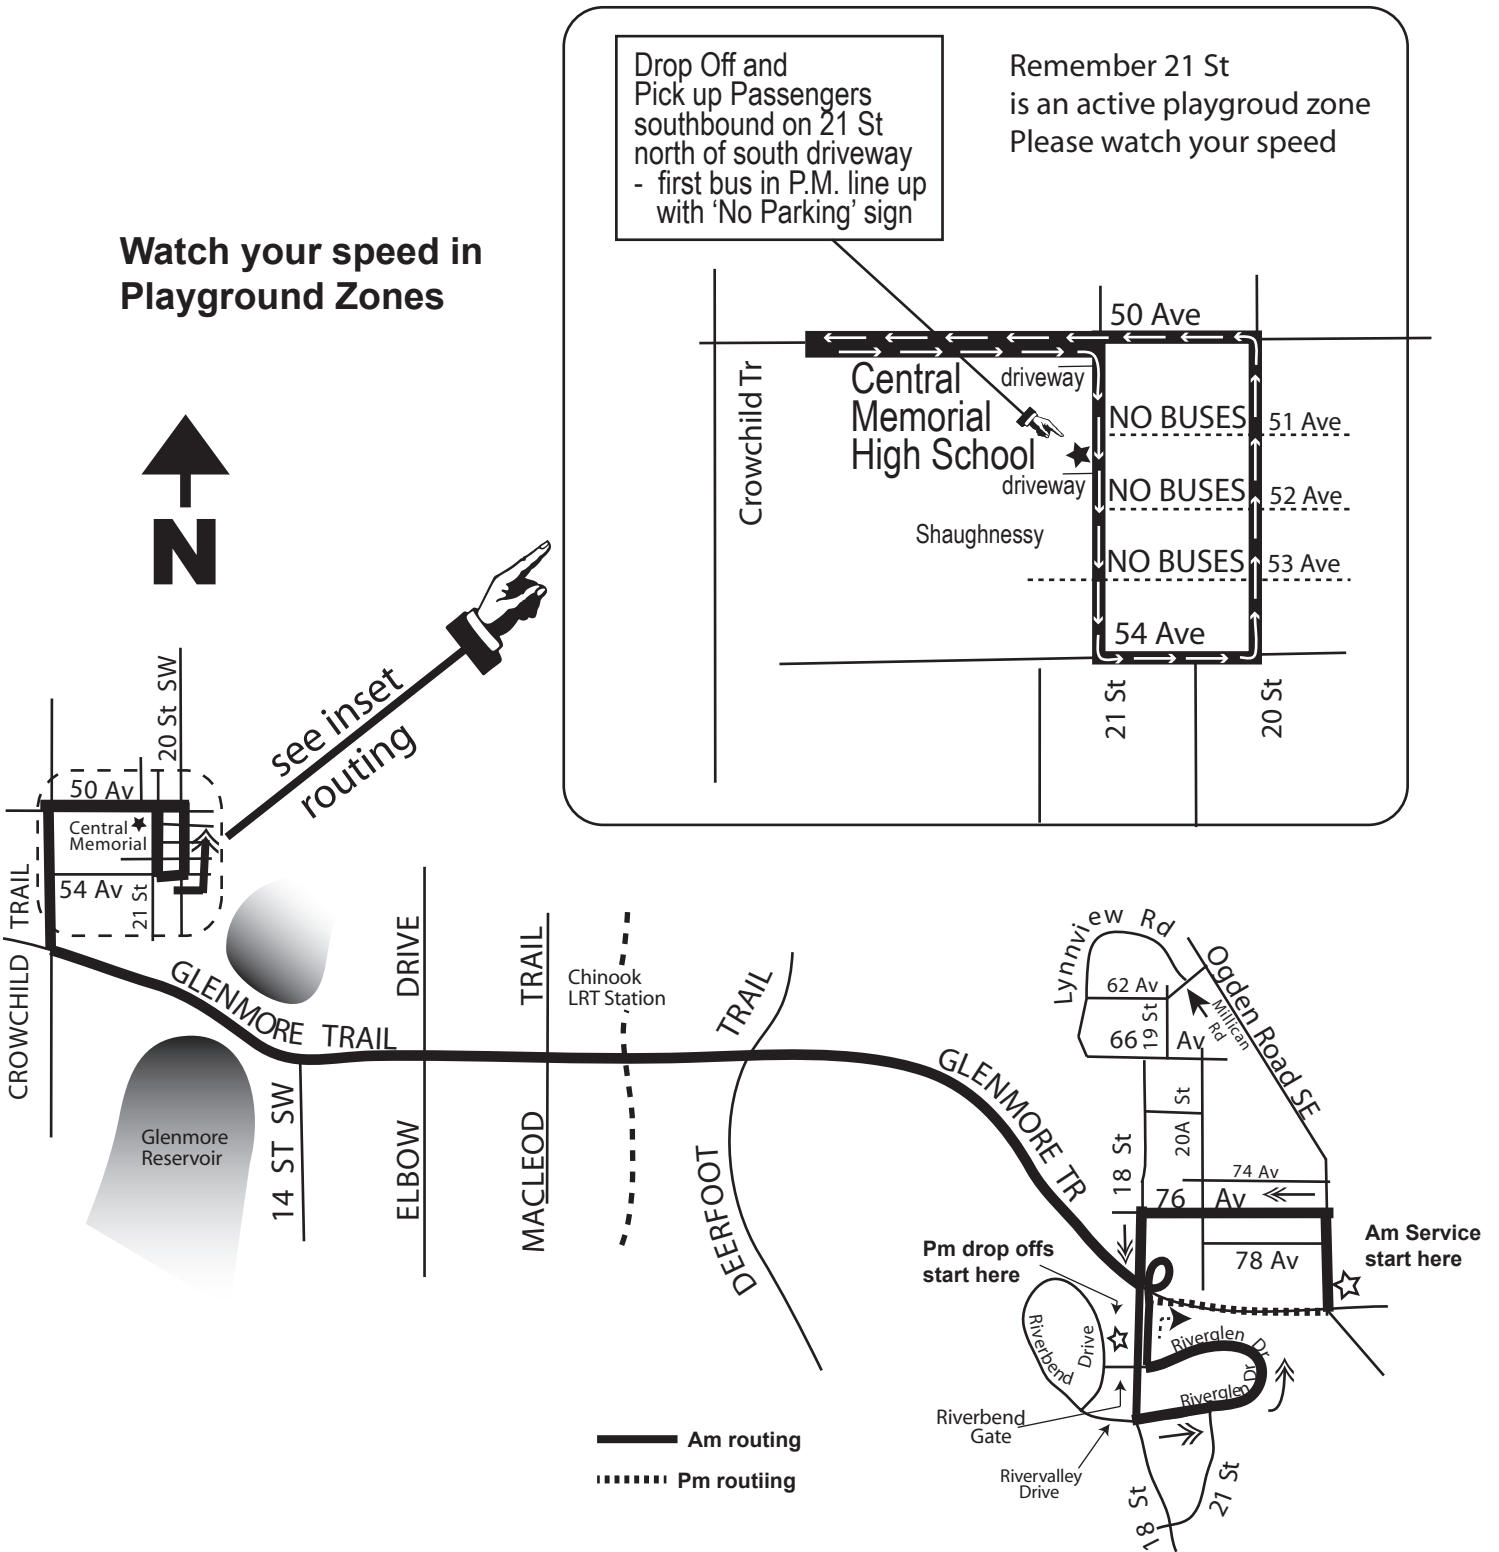 Drop Off and
Pick up Passengers
southbound on 21 St
north of south driveway
- first bus in P.M. line up
with ‘No Parking’ sign
Remember 21 St
is an active playgroud zone
Please watch your speed
Watch your speed in
Playground Zones
N
see inset
routing
50 Ave
Crowchild Tr
Central
Memorial
High School
driveway
driveway
NO BUSES
51 Ave
NO BUSES
52 Ave
NO BUSES
53 Ave
Shaughnessy
54 Ave
21 St
20 St
20 St SW
50 Av
Central
Memorial
54 Av
21 St
CROWCHILD TRAIL
GLENMORE TRAIL
Glenmore
Reservoir
14 ST SW
ELBOW DRIVE
MACLEOD TRAIL
Chinook
LRT Station
DEERFOOT TRAIL
GLENMORE TR
Lynnview Rd
Ogden Road SE
62 Av
19 St
Millican
Rd
66 Av
20A St
18 St
74 Av
76 Av
78 Av
Am Service
start here
Pm drop offs
start here
Riverbend Drive
Riverglen Dr
Riverglen Dr
Riverbend
Gate
Rivervalley
Drive
18 St
21 St
Am routing
Pm routiing